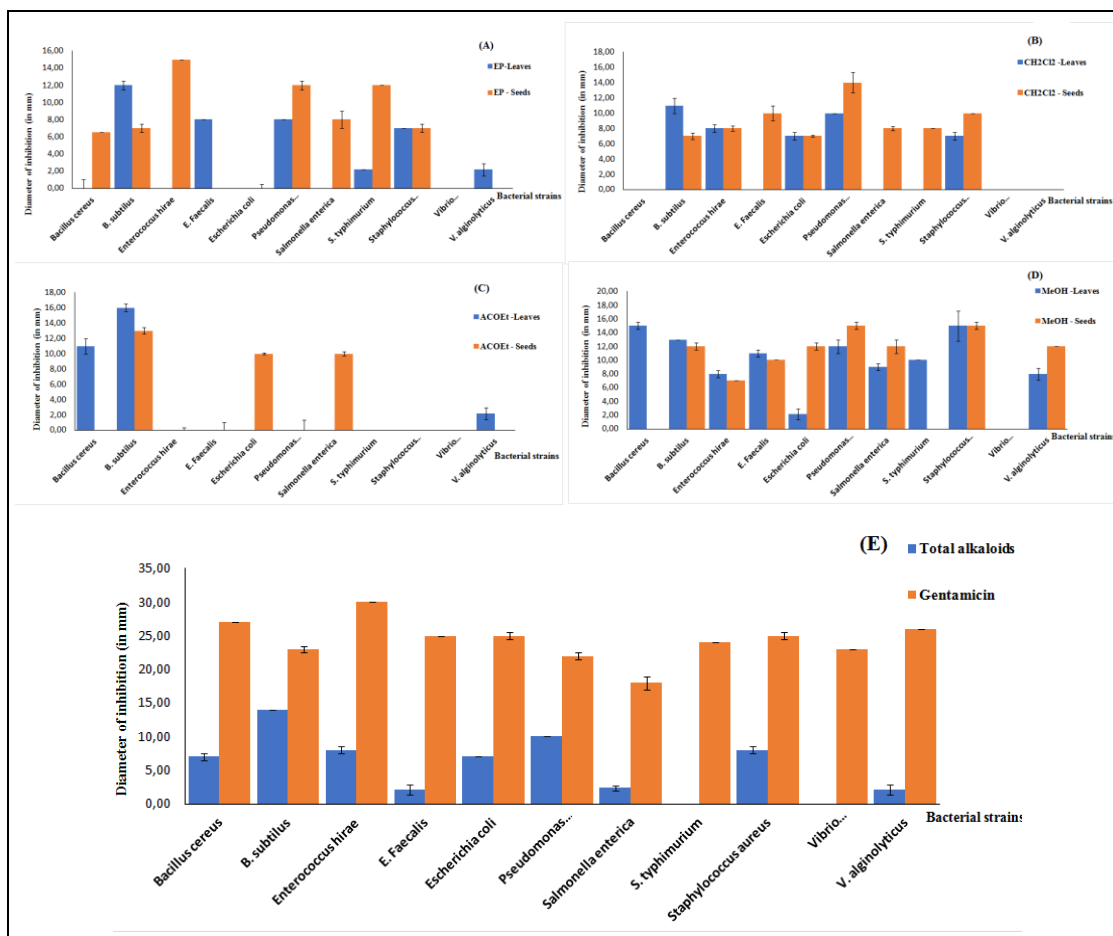 (A)
Diameter of inhibition (in mm)
16,00
14,00
12,00
10,00
8,00
6,00
4,00
2,00
0,00
EP-Leaves
EP - Seeds
Bacterial strains
Bacillus cereus
B. subtilus
Enterococcus hirae
E. Faecalis
Escherichia coli
Pseudomonas...
Salmonella enterica
S. typhimurium
Staphylococcus..
Vibrio...
V. alginolyticus
(B)
Diameter of inhibition (in mm)
18,00
16,00
14,00
12,00
10,00
8,00
6,00
4,00
2,00
0,00
CH2Cl2 -Leaves
CH2Cl2 - Seeds
Bacterial strains
Bacillus cereus
B. subtilus
Enterococcus hirae
E. Faecalis
Escherichia coli
Pseudomonas...
Salmonella enterica
S. typhimurium
Staphylococcus..
Vibrio...
V. alginolyticus
(C)
Diameter of inhibition (in mm)
18,00
16,00
14,00
12,00
10,00
8,00
6,00
4,00
2,00
0,00
ACOEt -Leaves
ACOEt - Seeds
Bacterial strains
Bacillus cereus
B. subtilus
Enterococcus hirae
E. Faecalis
Escherichia coli
Pseudomonas...
Salmonella enterica
S. typhimurium
Staphylococcus..
Vibrio...
V. alginolyticus
(D)
Diameter of inhibition (in mm)
20,00
18,00
16,00
14,00
12,00
10,00
8,00
6,00
4,00
2,00
0,00
MeOH -Leaves
MeOH - Seeds
Bacterial strains
Bacillus cereus
B. subtilus
Enterococcus hirae
E. Faecalis
Escherichia coli
Pseudomonas...
Salmonella enterica
S. typhimurium
Staphylococcus..
Vibrio...
V. alginolyticus
(E)
Total alkaloids
Gentamicin
Diameter of inhibition (in mm)
35,00
30,00
25,00
20,00
15,00
10,00
5,00
0,00
Bacterial strains
Bacillus cereus
B. subtilus
Enterococcus hirae
E. Faecalis
Escherichia coli
Pseudomonas...
Salmonella enterica
S. typhimurium
Staphylococcus aureus
Vibrio...
V. alginolyticus